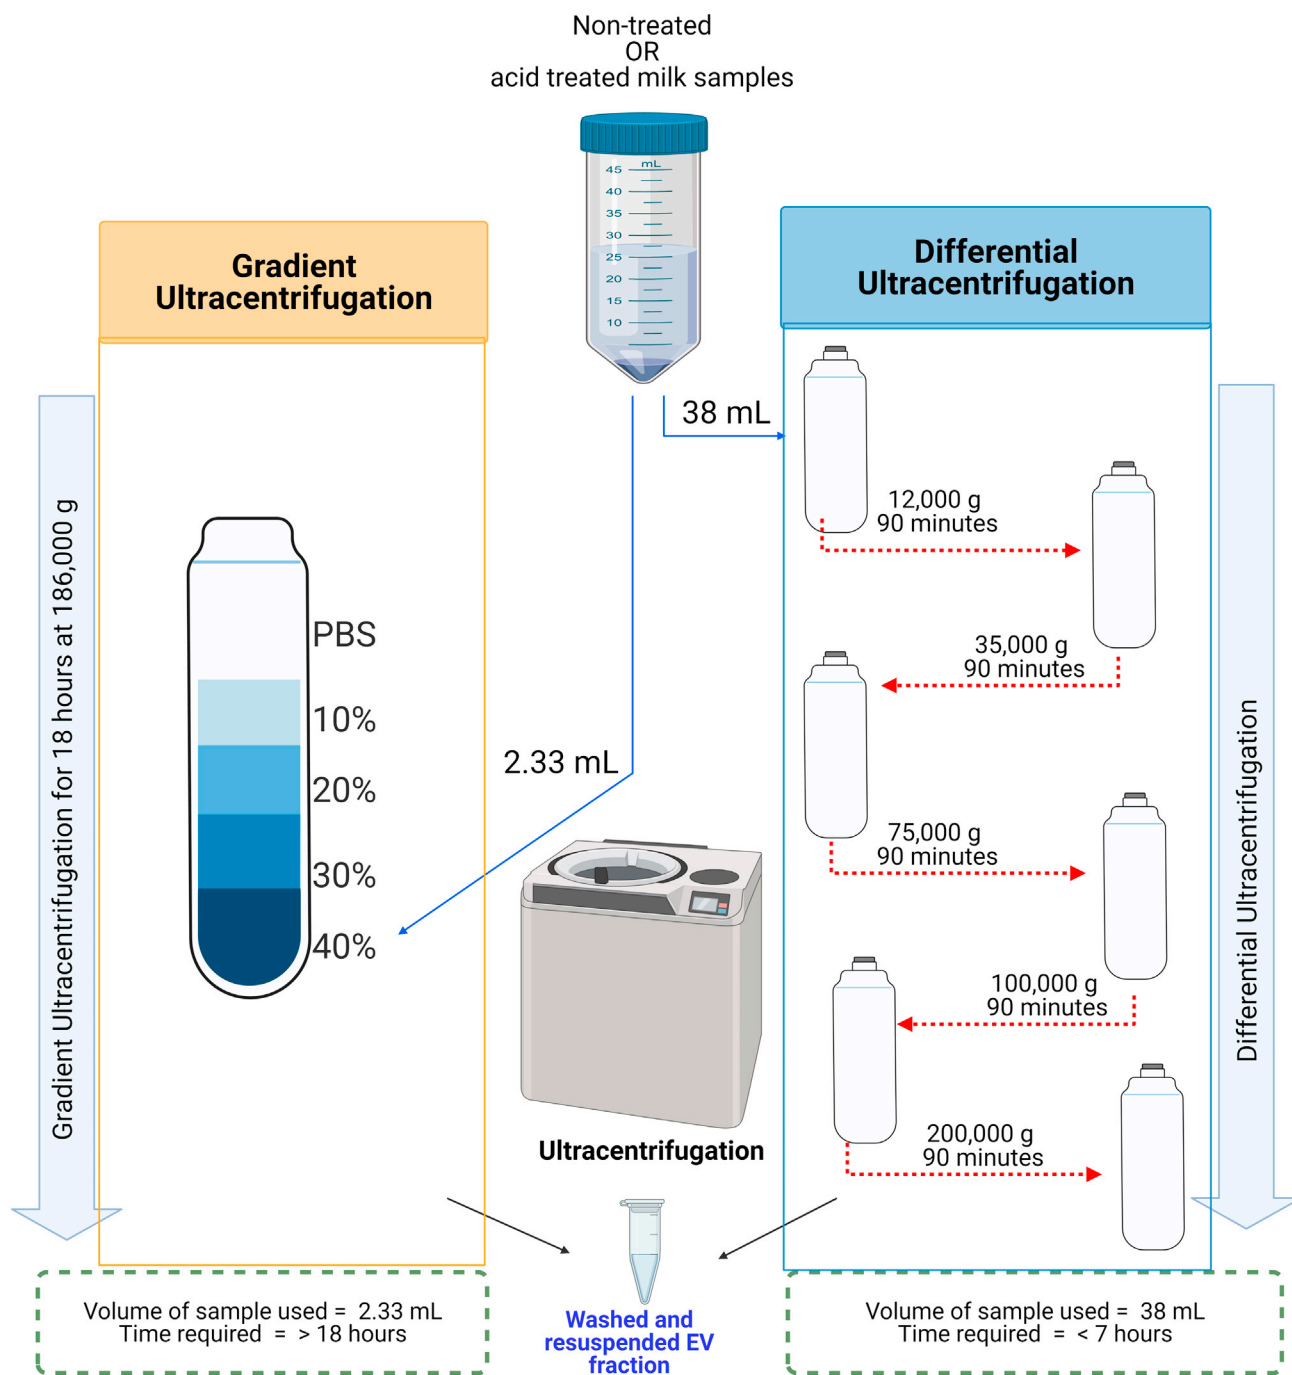 Non-treated
OR
acid treated milk samples
mL
45
40
35
30
25
20
15
10
Gradient
Ultracentrifugation
Differential
Ultracentrifugation
38 mL
2.33 mL
Gradient Ultracentrifugation for 18 hours at 186,000 g
PBS
10%
20%
30%
40%
12,000 g
90 minutes
35,000 g
90 minutes
75,000 g
90 minutes
100,000 g
90 minutes
200,000 g
90 minutes
Differential Ultracentrifugation
Ultracentrifugation
Washed and
resuspended EV
fraction
Volume of sample used = 2.33 mL
Time required = > 18 hours
Volume of sample used = 38 mL
Time required = < 7 hours